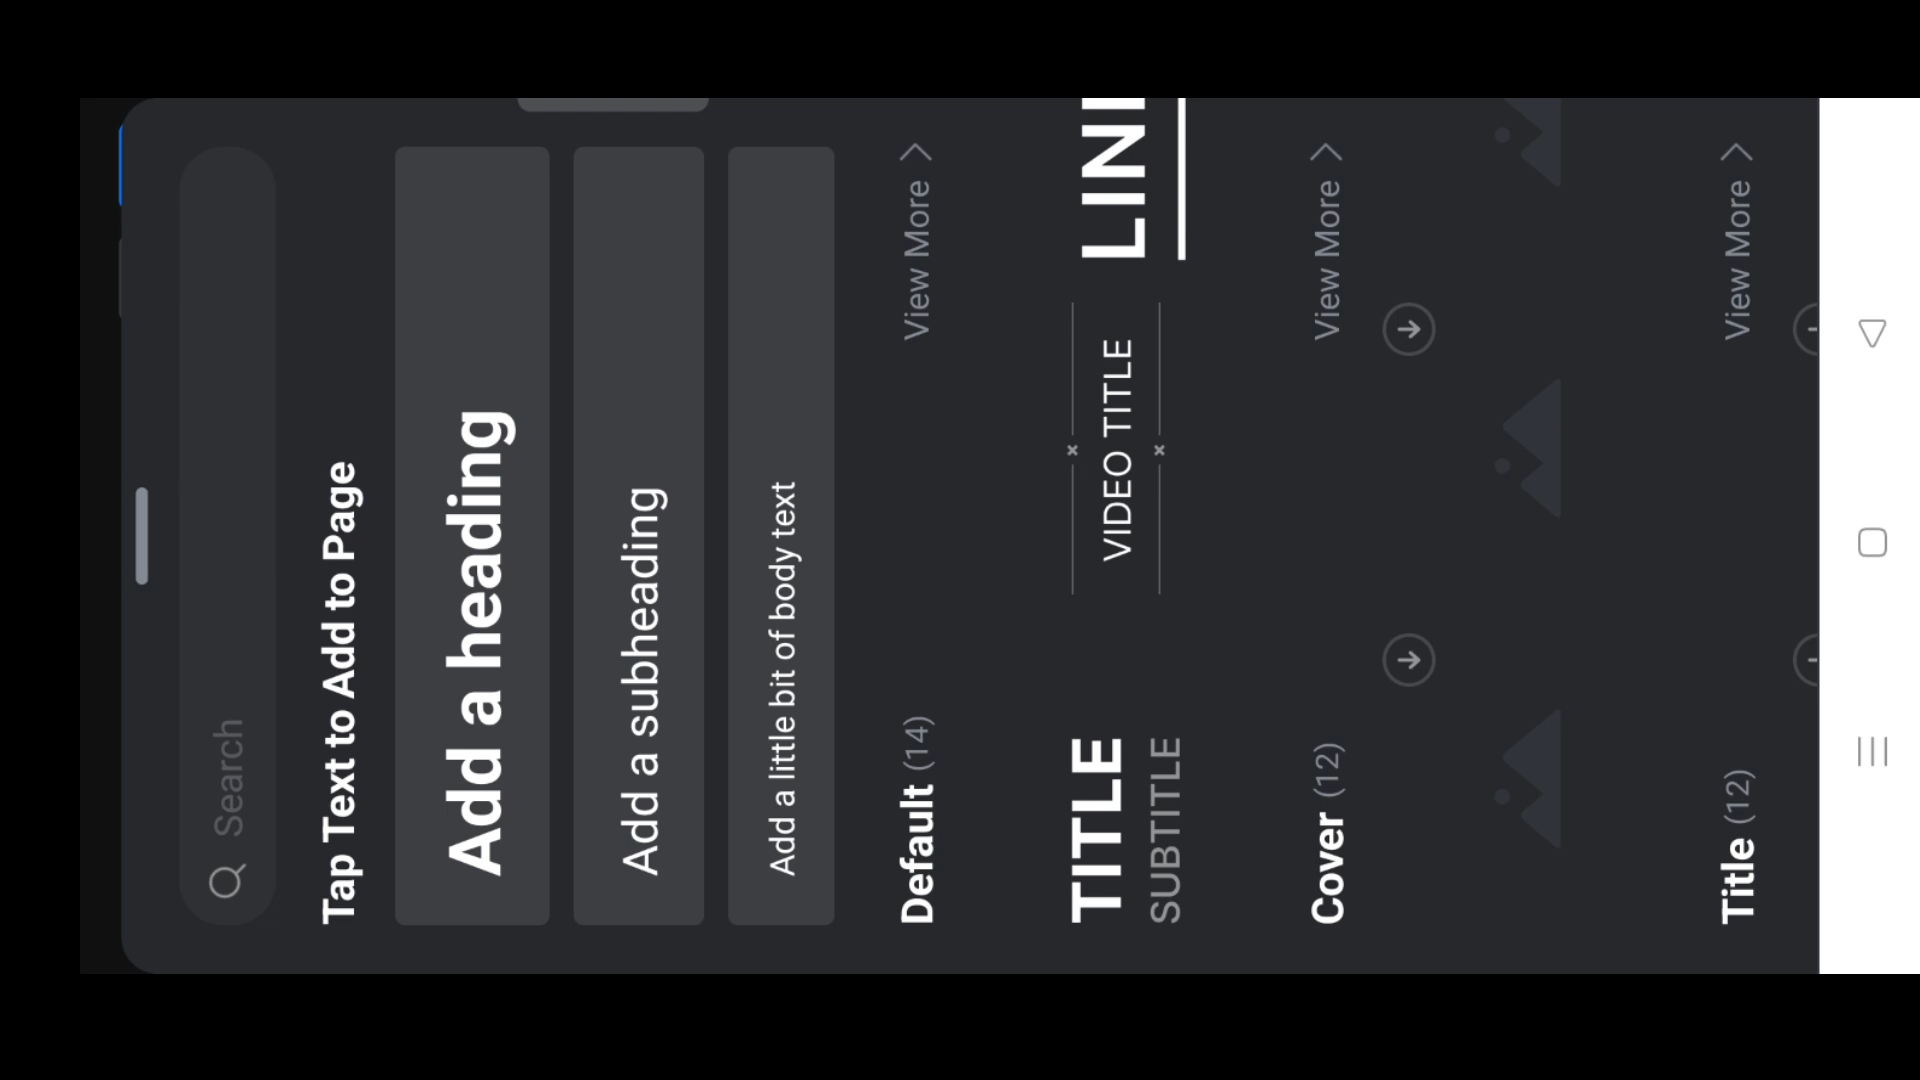 Search
Tap Text to Add to Page
Add a heading
Add a subheading
Add a little bit of body text
Default (14) View More
TITLE
SUBTITLE
VIDEO TITLE
Cover (12) View More
Title (12) View More